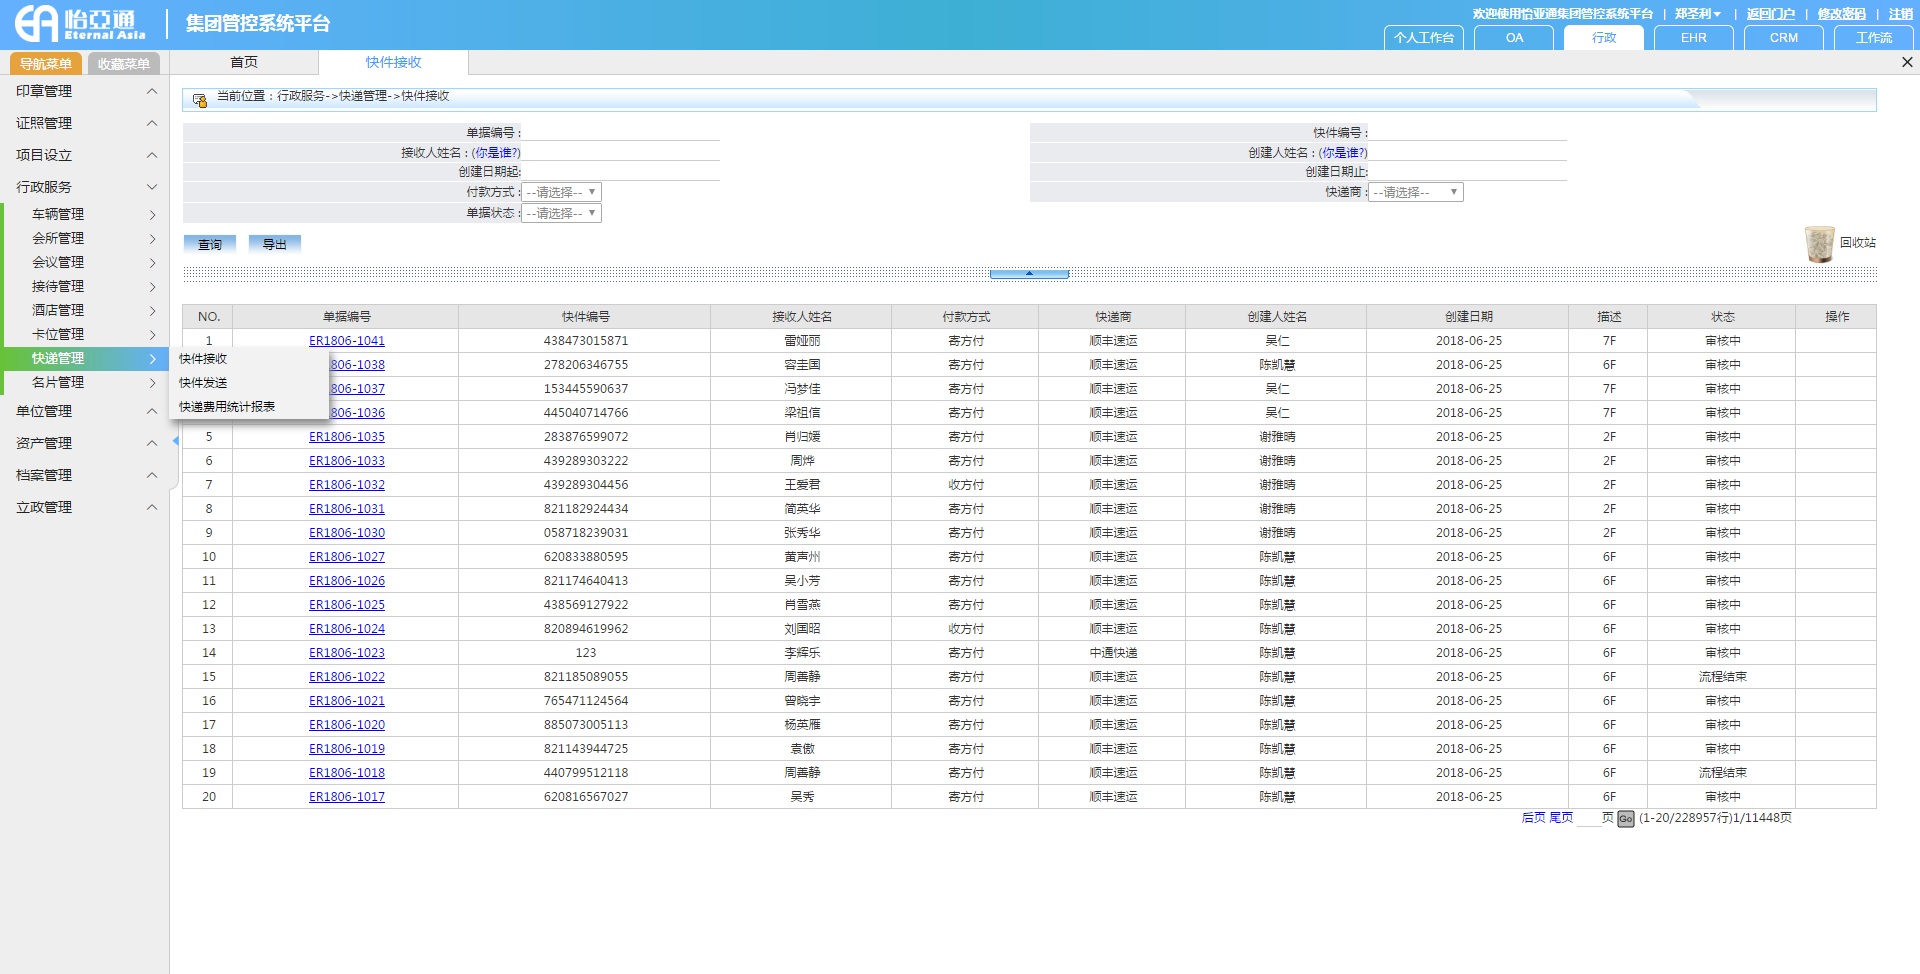 怡亞通
Eternal Asia
集团管控系统平台
欢迎使用怡亚通集团管控系统平台 | 郑圣利 | 返回门户 | 修改密码 | 注销
个人工作台 OA 行政 EHR CRM 工作流
导航菜单 收藏菜单 首页 快件接收
印章管理
证照管理
项目设立
行政服务
车辆管理
会所管理
会议管理
接待管理
酒店管理
卡位管理
快递管理
名片管理
单位管理
资产管理
档案管理
立政管理
快件接收
快件发送
快递费用统计报表
当前位置：行政服务->快递管理->快件接收
单据编号： 快件编号：
接收人姓名：(你是谁?) 创建人姓名：(你是谁?)
创建日期起: 创建日期止:
付款方式：--请选择-- 快递商：--请选择--
单据状态：--请选择--
查询 导出 回收站
NO. 单据编号 快件编号 接收人姓名 付款方式 快递商 创建人姓名 创建日期 描述 状态 操作
1 ER1806-1041 438473015871 雷娅丽 寄方付 顺丰速运 吴仁 2018-06-25 7F 审核中
806-1038 278206346755 容圭国 寄方付 顺丰速运 陈凯慧 2018-06-25 6F 审核中
806-1037 153445590637 冯梦佳 寄方付 顺丰速运 吴仁 2018-06-25 7F 审核中
806-1036 445040714766 梁祖信 寄方付 顺丰速运 吴仁 2018-06-25 7F 审核中
5 ER1806-1035 283876599072 肖归媛 寄方付 顺丰速运 谢雅晴 2018-06-25 2F 审核中
6 ER1806-1033 439289303222 周烨 寄方付 顺丰速运 谢雅晴 2018-06-25 2F 审核中
7 ER1806-1032 439289304456 王爱君 收方付 顺丰速运 谢雅晴 2018-06-25 2F 审核中
8 ER1806-1031 821182924434 简英华 寄方付 顺丰速运 谢雅晴 2018-06-25 2F 审核中
9 ER1806-1030 058718239031 张秀华 寄方付 顺丰速运 谢雅晴 2018-06-25 2F 审核中
10 ER1806-1027 620833880595 黄声州 寄方付 顺丰速运 陈凯慧 2018-06-25 6F 审核中
11 ER1806-1026 821174640413 吴小芳 寄方付 顺丰速运 陈凯慧 2018-06-25 6F 审核中
12 ER1806-1025 438569127922 肖雪燕 寄方付 顺丰速运 陈凯慧 2018-06-25 6F 审核中
13 ER1806-1024 820894619962 刘国昭 收方付 顺丰速运 陈凯慧 2018-06-25 6F 审核中
14 ER1806-1023 123 李辉乐 寄方付 中通快递 陈凯慧 2018-06-25 6F 审核中
15 ER1806-1022 821185089055 周善静 寄方付 顺丰速运 陈凯慧 2018-06-25 6F 流程结束
16 ER1806-1021 765471124564 曾晓宇 寄方付 顺丰速运 陈凯慧 2018-06-25 6F 审核中
17 ER1806-1020 885073005113 杨英雁 寄方付 顺丰速运 陈凯慧 2018-06-25 6F 审核中
18 ER1806-1019 821143944725 袁傲 寄方付 顺丰速运 陈凯慧 2018-06-25 6F 审核中
19 ER1806-1018 440799512118 周善静 寄方付 顺丰速运 陈凯慧 2018-06-25 6F 流程结束
20 ER1806-1017 620816567027 吴秀 寄方付 顺丰速运 陈凯慧 2018-06-25 6F 审核中
后页 尾页 页 Go (1-20/228957行)1/11448页